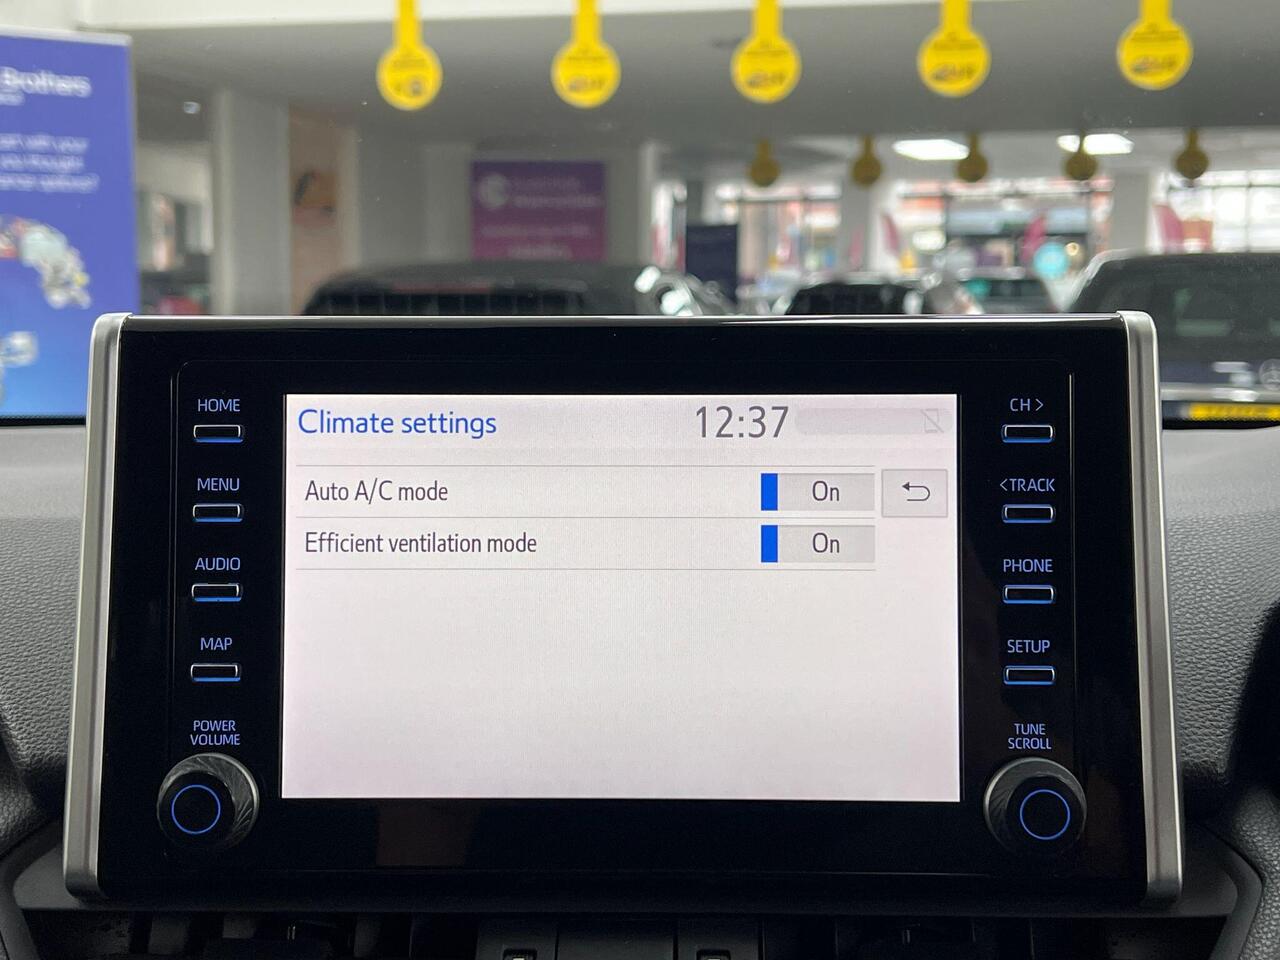 Brothers
HOME
MENU
AUDIO
MAP
POWER
VOLUME
Climate settings
12:37
Auto A/C mode
On
Efficient ventilation mode
On
CH >
< TRACK
PHONE
SETUP
TUNE
SCROLL